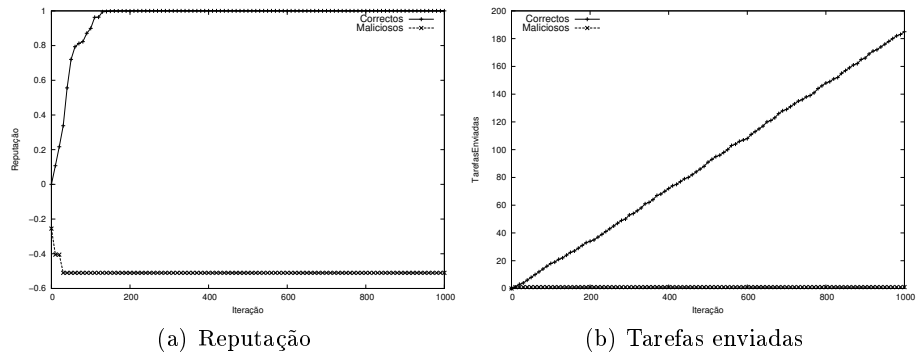 Correctos
Maliciosos
1
0.8
0.6
0.4
0.2
0
−0.2
−0.4
−0.6
Reputação
0 200 400 600 800 1000
Iteração
(a) Reputação
Correctos
Maliciosos
200
180
160
140
120
100
80
60
40
20
0
TarefasEnviadas
0 200 400 600 800 1000
Iteração
(b) Tarefas enviadas